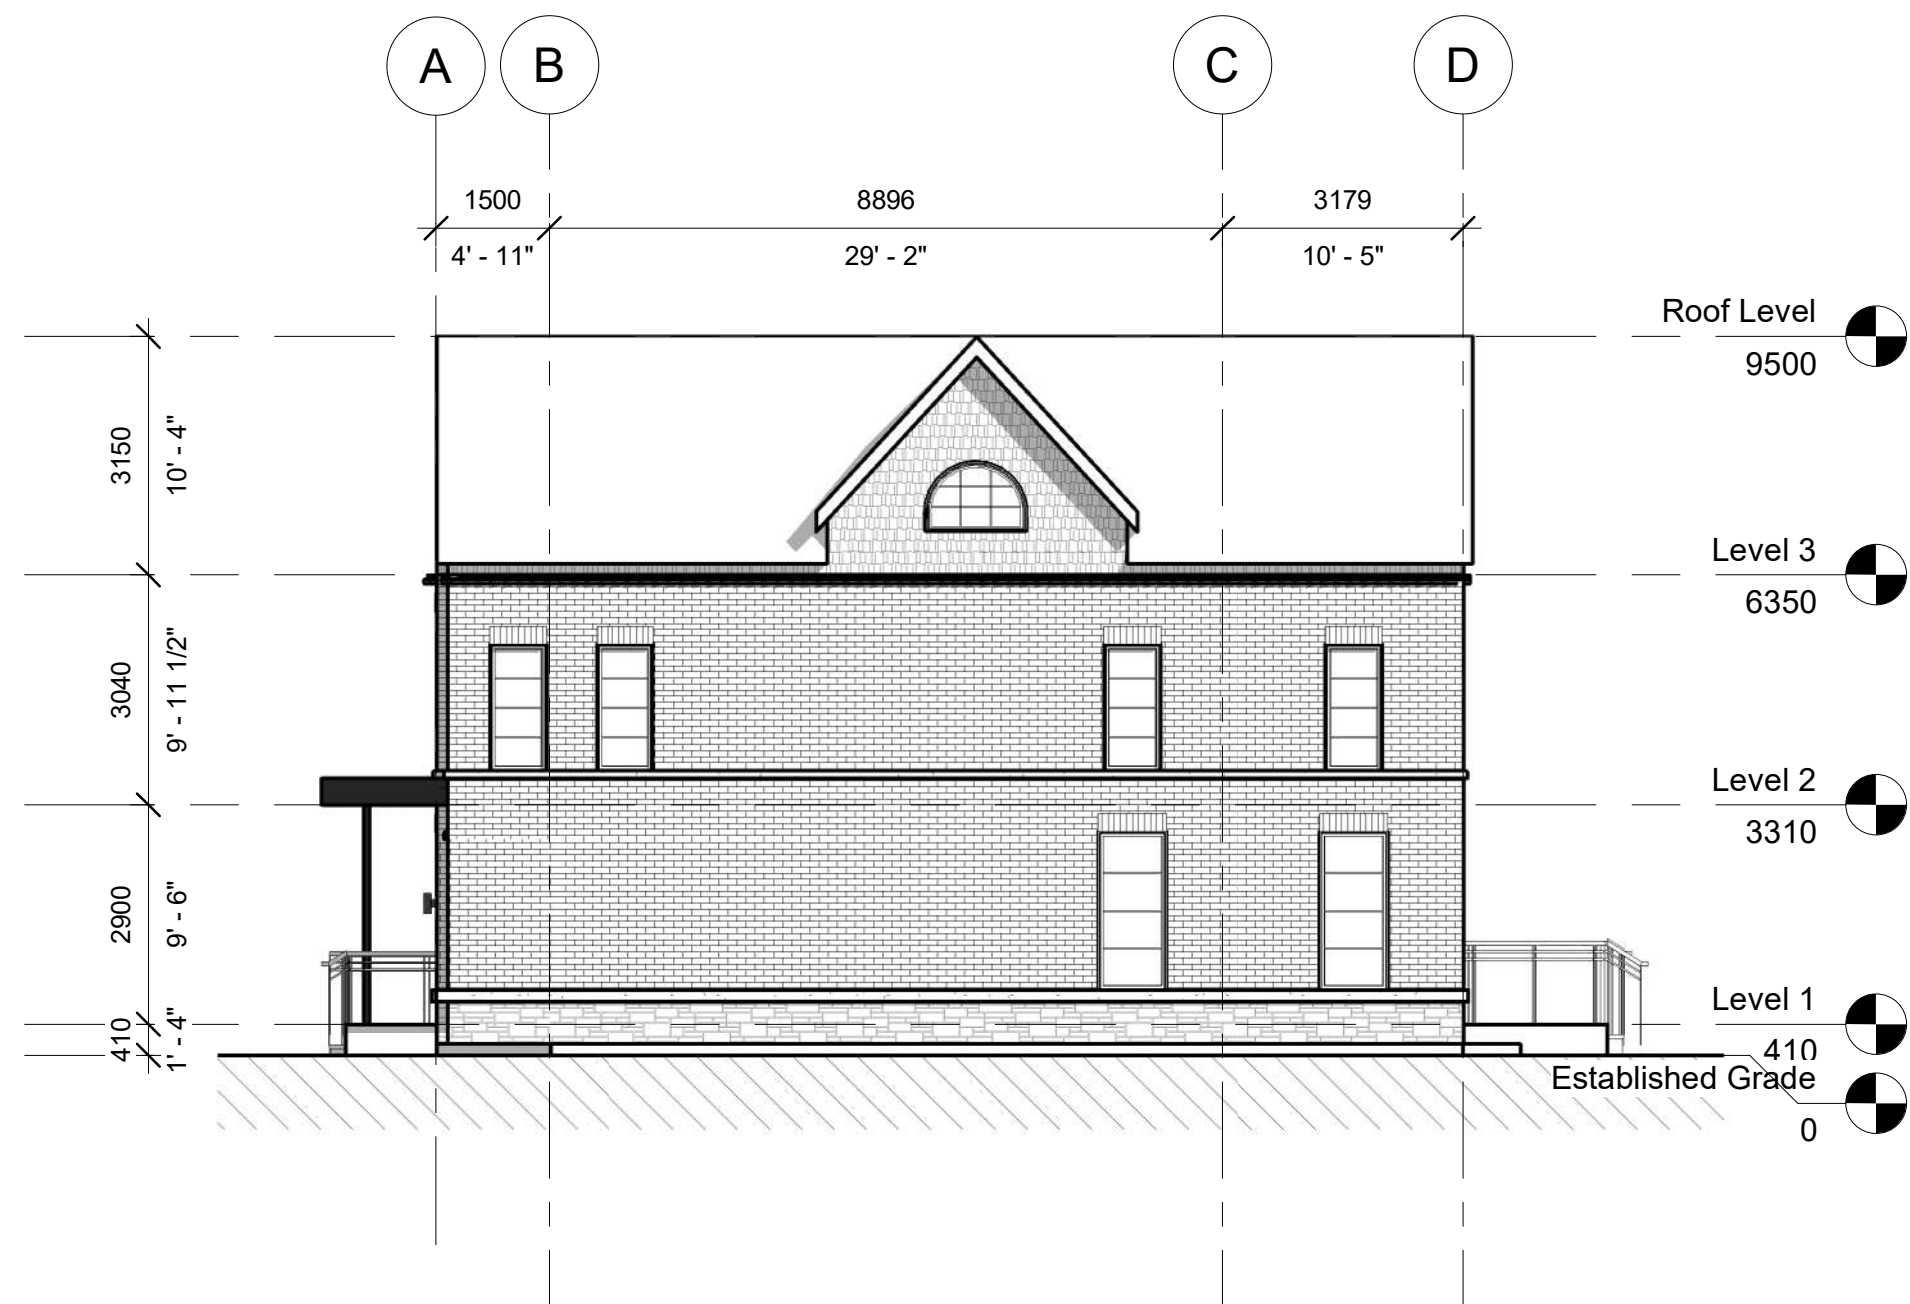 A
B
C
D
1500
8896
3179
4' - 11"
29' - 2"
10' - 5"
Roof Level
9500
3150
10' - 4"
Level 3
6350
3040
9' - 11 1/2"
Level 2
3310
2900
9' - 6"
Level 1
410
410
1' - 4"
Established Grade
0